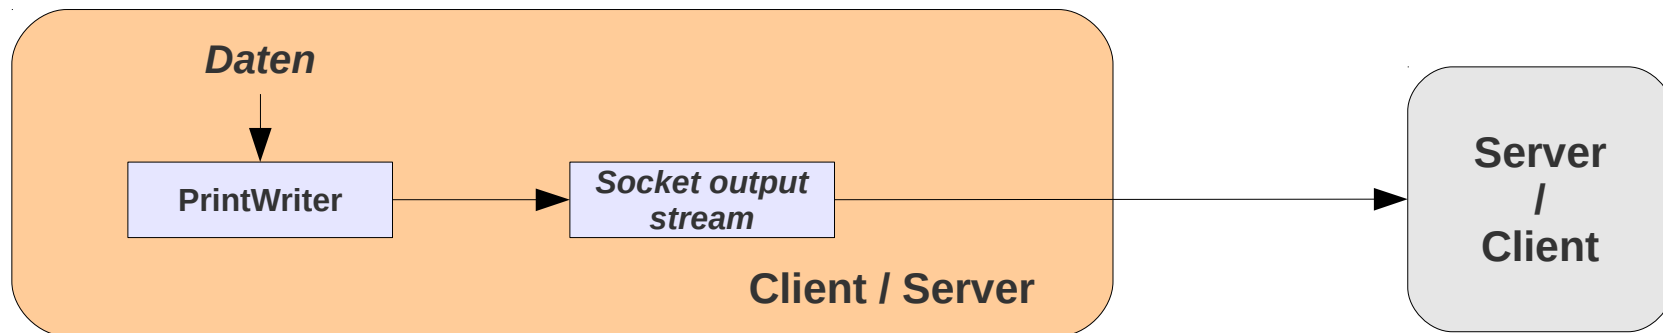 Daten
PrintWriter
Socket output
stream
Client / Server
Server
/
Client